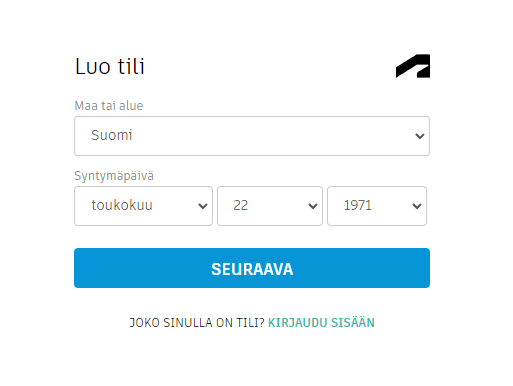 Luo tili
Maa tai alue
Suomi
Syntymäpäivä
toukokuu 22 1971
SEURAAVA
JOKO SINULLA ON TILI? KIRJAUDU SISÄÄN